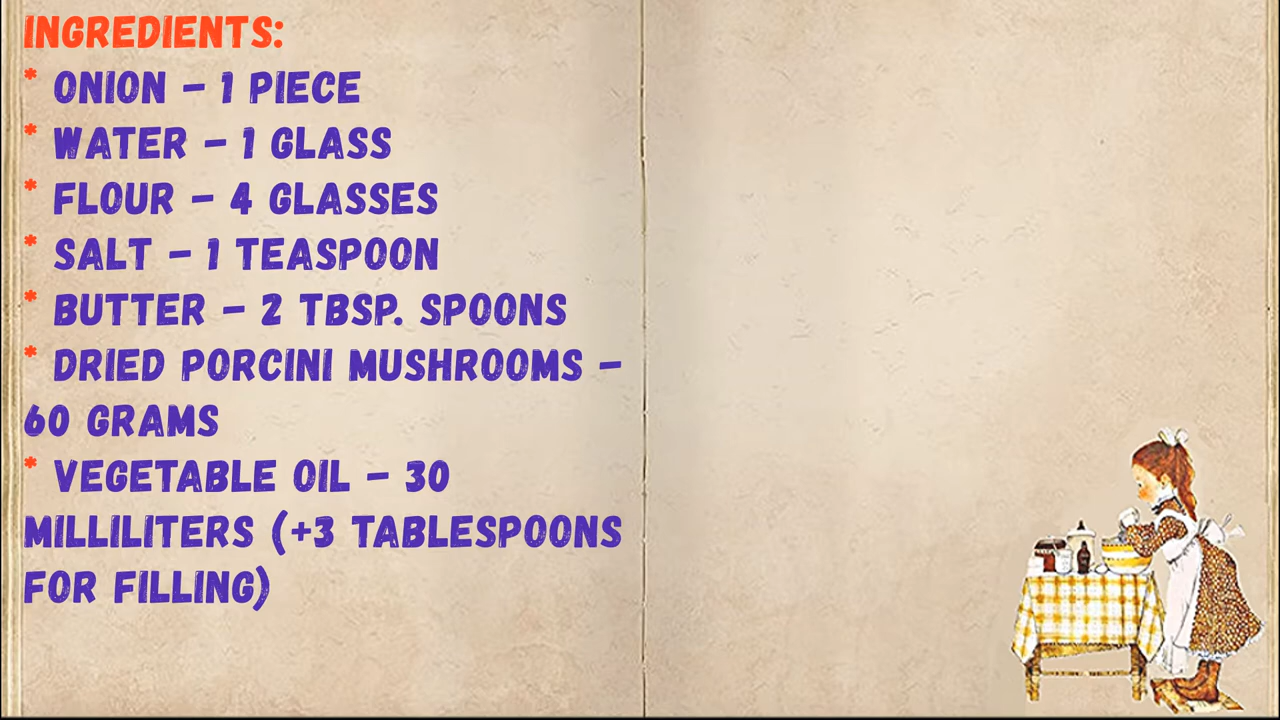 INGREDIENTS:
* ONION – 1 PIECE
* WATER – 1 GLASS
* FLOUR – 4 GLASSES
* SALT – 1 TEASPOON
* BUTTER – 2 TBSP. SPOONS
* DRIED PORCINI MUSHROOMS –
60 GRAMS
* VEGETABLE OIL – 30
MILLILITERS (+3 TABLESPOONS
FOR FILLING)